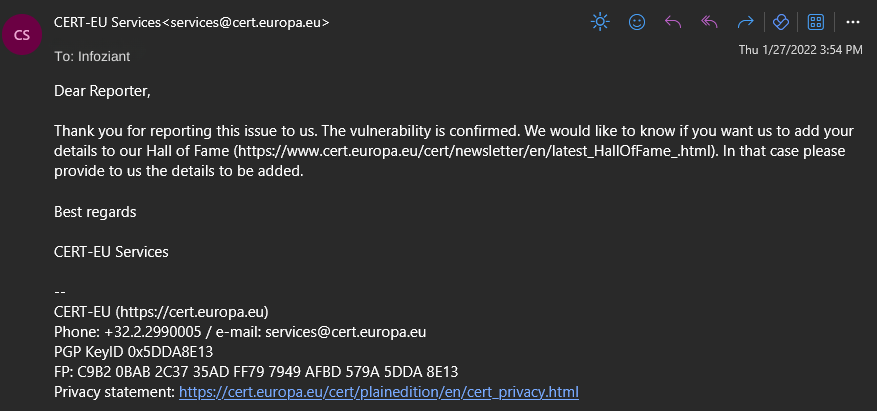 CS
CERT-EU Services<services@cert.europa.eu>
Thu 1/27/2022 3:54 PM
To: Infoziant
Dear Reporter,
Thank you for reporting this issue to us. The vulnerability is confirmed. We would like to know if you want us to add your
details to our Hall of Fame (https://www.cert.europa.eu/cert/newsletter/en/latest_HallOfFame_.html). In that case please
provide to us the details to be added.
Best regards
CERT-EU Services
--
CERT-EU (https://cert.europa.eu)
Phone: +32.2.2990005 / e-mail: services@cert.europa.eu
PGP KeyID 0x5DDA8E13
FP: C9B2 0BAB 2C37 35AD FF79 7949 AFBD 579A 5DDA 8E13
Privacy statement: https://cert.europa.eu/cert/plainedition/en/cert_privacy.html